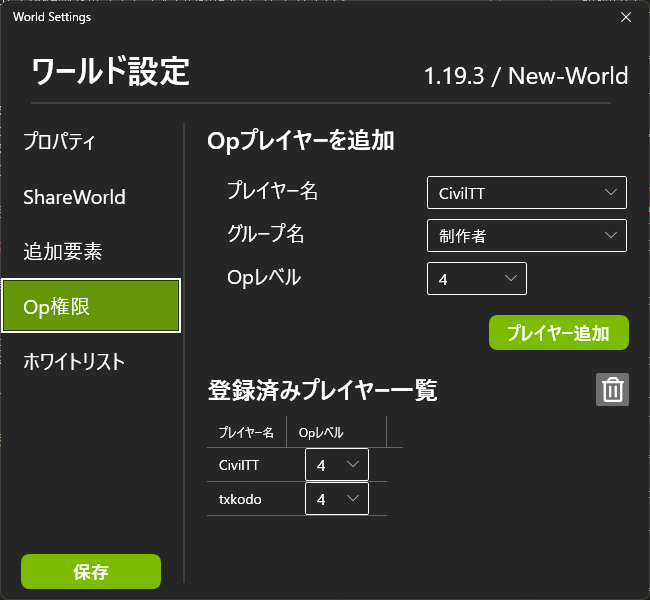 World Settings
ワールド設定
1.19.3 / New-World
プロパティ
ShareWorld
追加要素
Op権限
ホワイトリスト
保存
Opプレイヤーを追加
プレイヤー名
CivilTT
グループ名
制作者
Opレベル
4
プレイヤー追加
登録済みプレイヤー一覧
プレイヤー名 Opレベル
CivilTT 4
txkodo 4